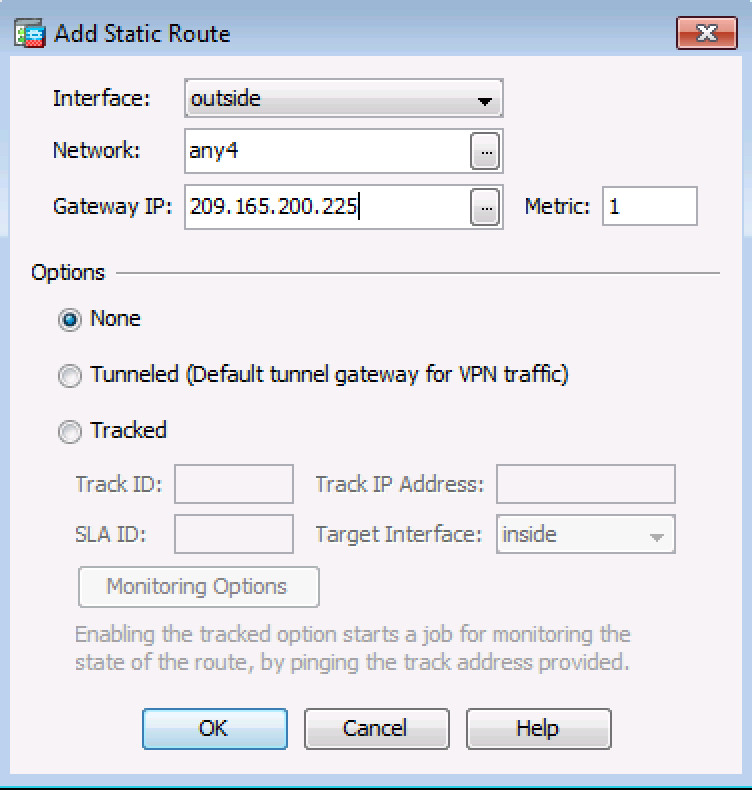 Add Static Route
Interface: outside
Network: any4 ...
Gateway IP: 209.165.200.225 ... Metric: 1
Options
None
Tunneled (Default tunnel gateway for VPN traffic)
Tracked
Track ID: Track IP Address:
SLA ID: Target Interface: inside
Monitoring Options
Enabling the tracked option starts a job for monitoring the
state of the route, by pinging the track address provided.
OK Cancel Help